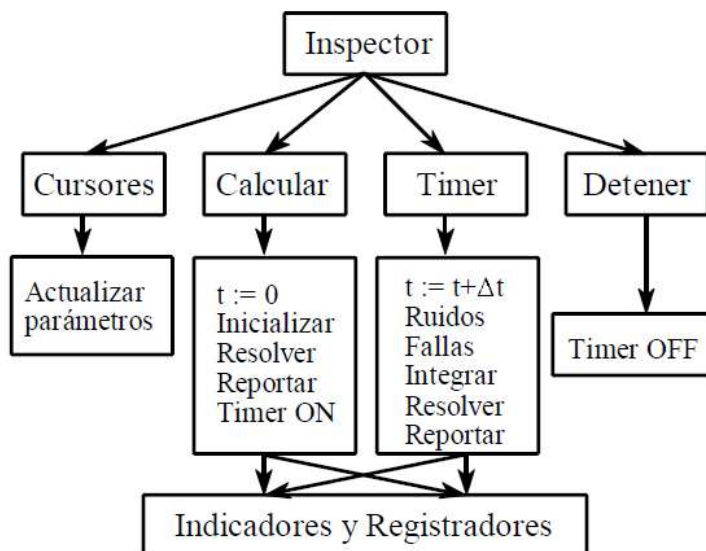 Inspector
Cursores
Calcular
Timer
Detener
Actualizar
parámetros
t := 0
Inicializar
Resolver
Reportar
Timer ON
t := t+Δt
Ruidos
Fallas
Integrar
Resolver
Reportar
Timer OFF
Indicadores y Registradores